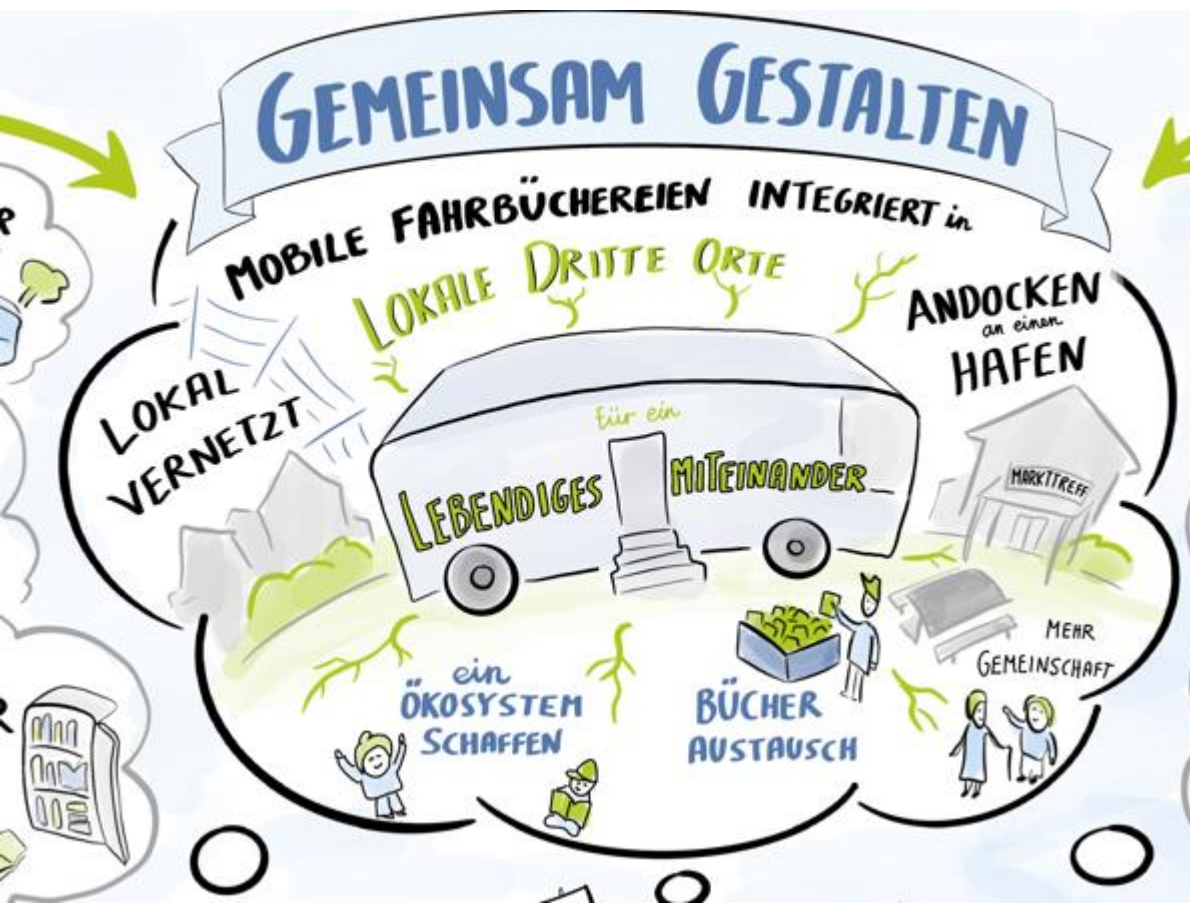 GEMEINSAM GESTALTEN
MOBILE FAHRBÜCHEREIEN INTEGRIERT in
LOKALE DRITTE ORTE
ANDOCKEN
an einen
HAFEN
LOKAL
VERNETZT
für ein
LEBENDIGES MITEINANDER
MARKTTREFF
MEHR
GEMEINSCHAFT
ein
ÖKOSYSTEM
SCHAFFEN
BÜCHER
AUSTAUSCH